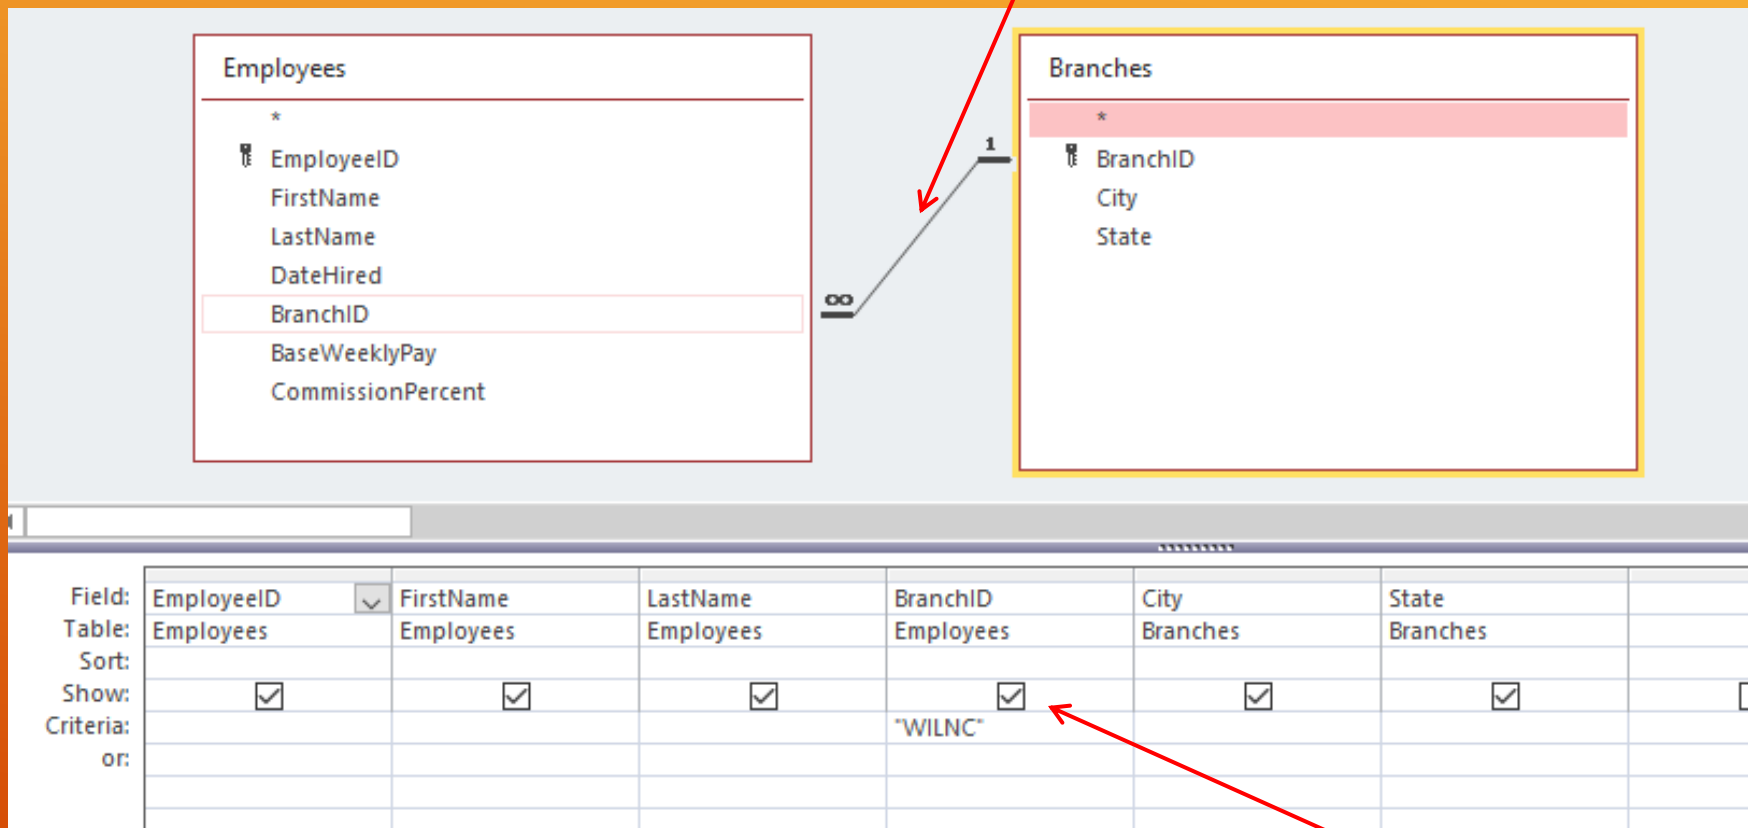 Employees
*
EmployeeID
FirstName
LastName
DateHired
BranchID
BaseWeeklyPay
CommissionPercent
∞
1
Branches
*
BranchID
City
State
Field: EmployeeID FirstName LastName BranchID City State
Table: Employees Employees Employees Employees Branches Branches
Sort:
Show:
Criteria: "WILNC"
or: